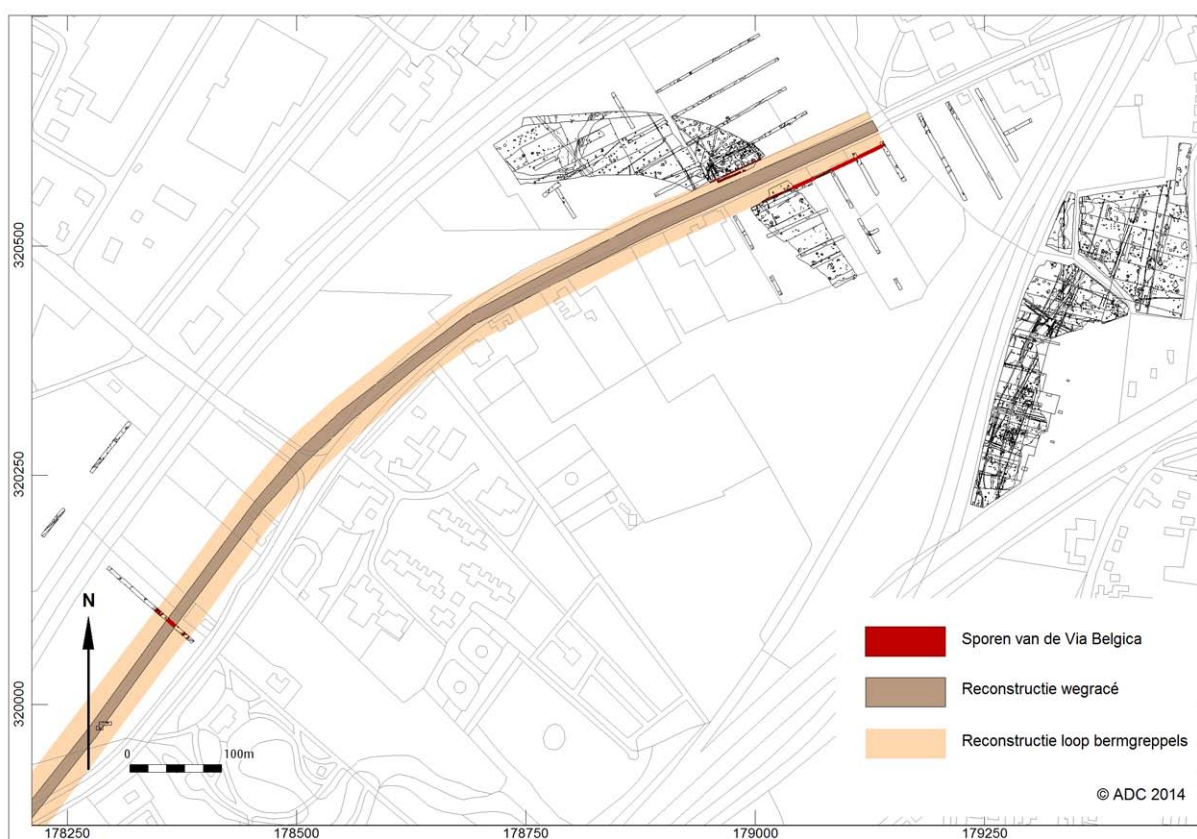 320500
320250
320000
N
0 100m
Sporen van de Via Belgica
Reconstructie wegracé
Reconstructie loop bermgreppels
© ADC 2014
178250 178500 178750 179000 179250